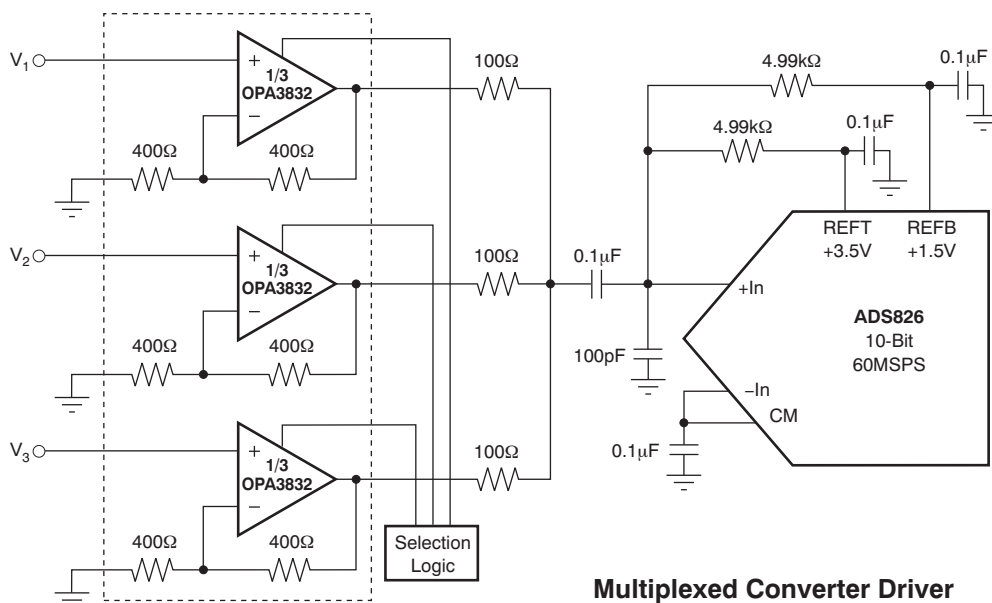 V1
+
1/3
OPA3832
−
400Ω
400Ω
100Ω
V2
+
1/3
OPA3832
−
400Ω
400Ω
100Ω
V3
+
1/3
OPA3832
−
400Ω
400Ω
100Ω
Selection
Logic
0.1µF
100pF
4.99kΩ
0.1µF
4.99kΩ
0.1µF
REFT
+3.5V
REFB
+1.5V
+In
ADS826
10-Bit
60MSPS
−In
CM
0.1µF
Multiplexed Converter Driver